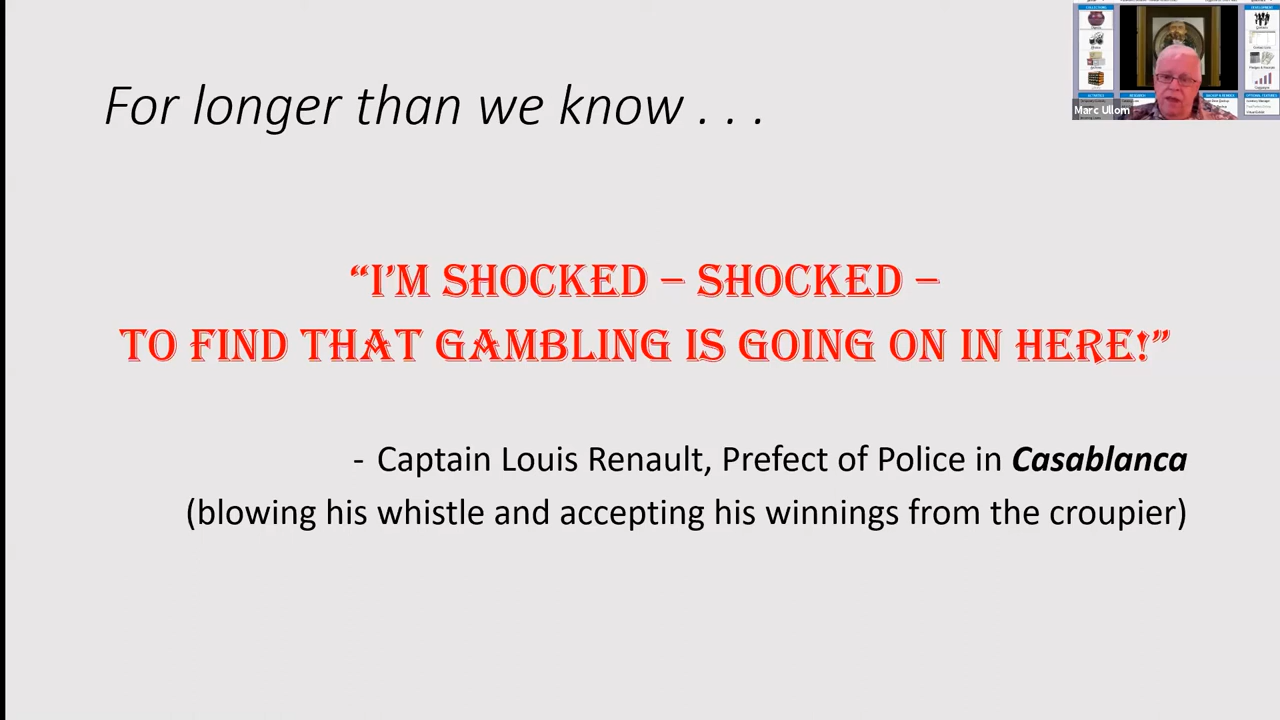 For longer than we know . . .
“I’M SHOCKED – SHOCKED –
TO FIND THAT GAMBLING IS GOING ON IN HERE!”
- Captain Louis Renault, Prefect of Police in Casablanca
(blowing his whistle and accepting his winnings from the croupier)
Marc Ullom